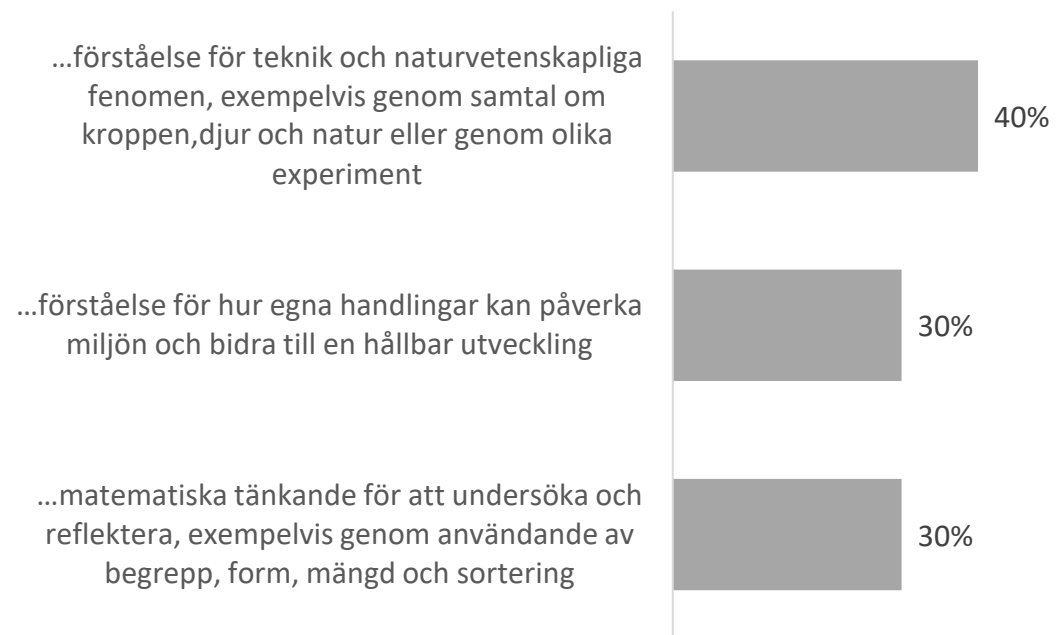 ...förståelse för teknik och naturvetenskapliga
fenomen, exempelvis genom samtal om
kroppen,djur och natur eller genom olika
experiment
40%
...förståelse för hur egna handlingar kan påverka
miljön och bidra till en hållbar utveckling
30%
...matematiska tänkande för att undersöka och
reflektera, exempelvis genom användande av
begrepp, form, mängd och sortering
30%